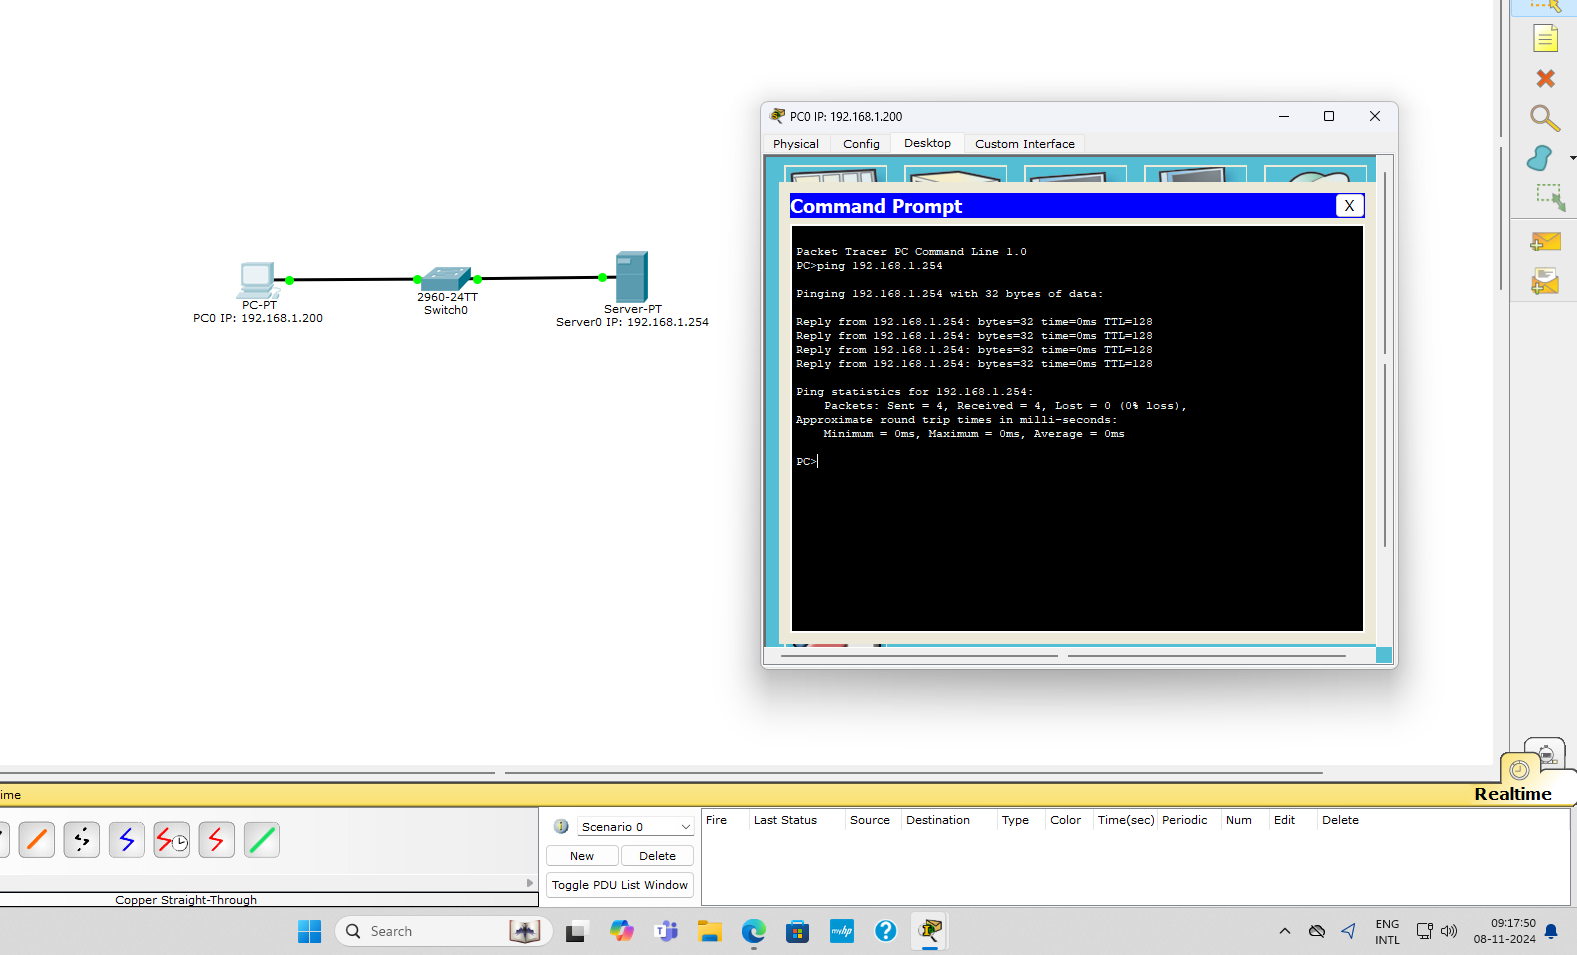 PC-PT
PC0 IP: 192.168.1.200
2960-24TT
Switch0
Server-PT
Server0 IP: 192.168.1.254
PC0 IP: 192.168.1.200
Physical Config Desktop Custom Interface
Command Prompt X
Packet Tracer PC Command Line 1.0
PC>ping 192.168.1.254
Pinging 192.168.1.254 with 32 bytes of data:
Reply from 192.168.1.254: bytes=32 time=0ms TTL=128
Reply from 192.168.1.254: bytes=32 time=0ms TTL=128
Reply from 192.168.1.254: bytes=32 time=0ms TTL=128
Reply from 192.168.1.254: bytes=32 time=0ms TTL=128
Ping statistics for 192.168.1.254:
Packets: Sent = 4, Received = 4, Lost = 0 (0% loss),
Approximate round trip times in milli-seconds:
Minimum = 0ms, Maximum = 0ms, Average = 0ms
PC>
ime
Realtime
Scenario 0
New Delete
Toggle PDU List Window
Fire Last Status Source Destination Type Color Time(sec) Periodic Num Edit Delete
Copper Straight-Through
Search
myhp
ENG
INTL
09:17:50
08-11-2024